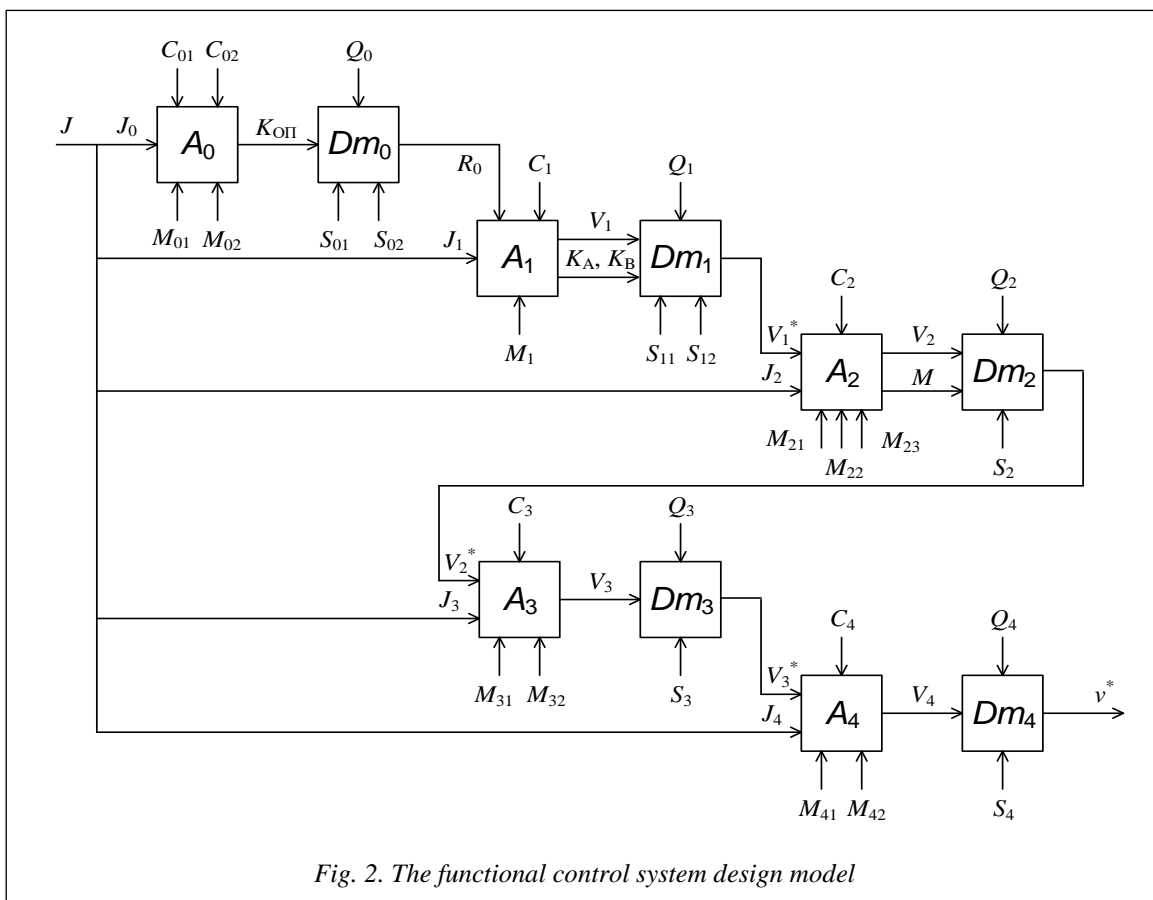 C₀₁ C₀₂ Q₀
J J₀ A₀ K_ОП Dm₀
R₀ C₁ Q₁
M₀₁ M₀₂ S₀₁ S₀₂
J₁ A₁ V₁ Dm₁
K_A, K_B
C₂ Q₂
M₁ S₁₁ S₁₂ V₁* V₂
J₂ A₂ M Dm₂
M₂₁ M₂₂ M₂₃ S₂
C₃ Q₃
V₂* V₃
J₃ A₃ Dm₃
C₄ Q₄
M₃₁ M₃₂ S₃ V₃* V₄ v*
J₄ A₄ Dm₄
M₄₁ M₄₂ S₄
Fig. 2. The functional control system design model